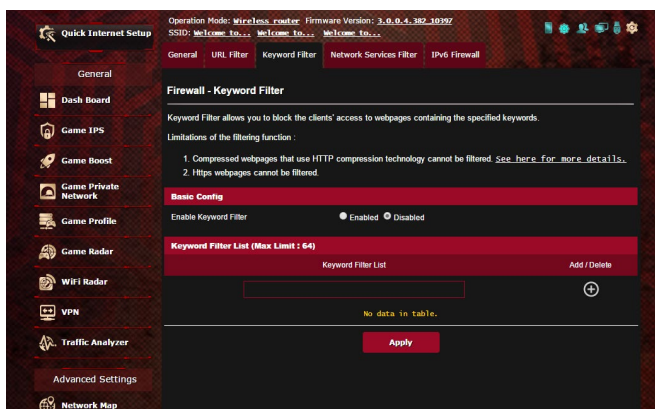 Quick Internet Setup
Operation Mode: Wireless router Firmware Version: 3.0.0.4.382_10397
SSID: Welcome to... Welcome to... Welcome to...
General URL Filter Keyword Filter Network Services Filter IPv6 Firewall
General
Dash Board
Game IPS
Game Boost
Game Private
Network
Game Profile
Game Radar
WiFi Radar
VPN
Traffic Analyzer
Advanced Settings
Network Map
Firewall - Keyword Filter
Keyword Filter allows you to block the clients' access to webpages containing the specified keywords.
Limitations of the filtering function :
1. Compressed webpages that use HTTP compression technology cannot be filtered. See here for more details.
2. Https webpages cannot be filtered.
Basic Config
Enable Keyword Filter Enabled Disabled
Keyword Filter List (Max Limit : 64)
Keyword Filter List Add / Delete
No data in table.
Apply